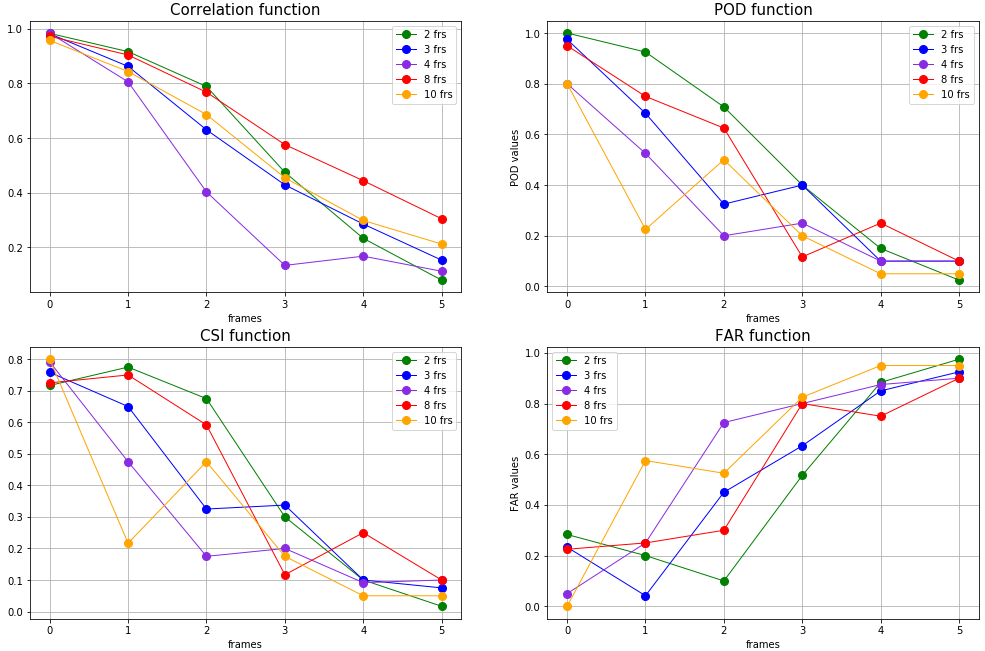 Correlation function
1.0
0.8
0.6
0.4
0.2
0 1 2 3 4 5
frames
2 frs
3 frs
4 frs
8 frs
10 frs
POD function
POD values
1.0
0.8
0.6
0.4
0.2
0.0
0 1 2 3 4 5
frames
2 frs
3 frs
4 frs
8 frs
10 frs
CSI function
0.8
0.7
0.6
0.5
0.4
0.3
0.2
0.1
0.0
0 1 2 3 4 5
frames
2 frs
3 frs
4 frs
8 frs
10 frs
FAR function
FAR values
1.0
0.8
0.6
0.4
0.2
0.0
0 1 2 3 4 5
frames
2 frs
3 frs
4 frs
8 frs
10 frs